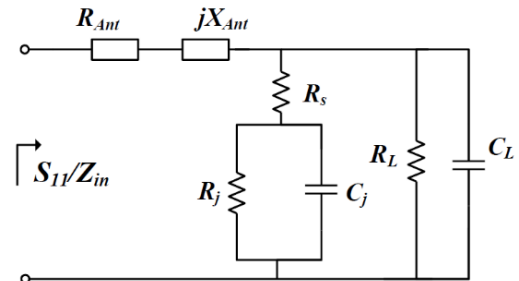 R_Ant jX_Ant
R_s
S_11/Z_in
R_j
C_j
R_L
C_L